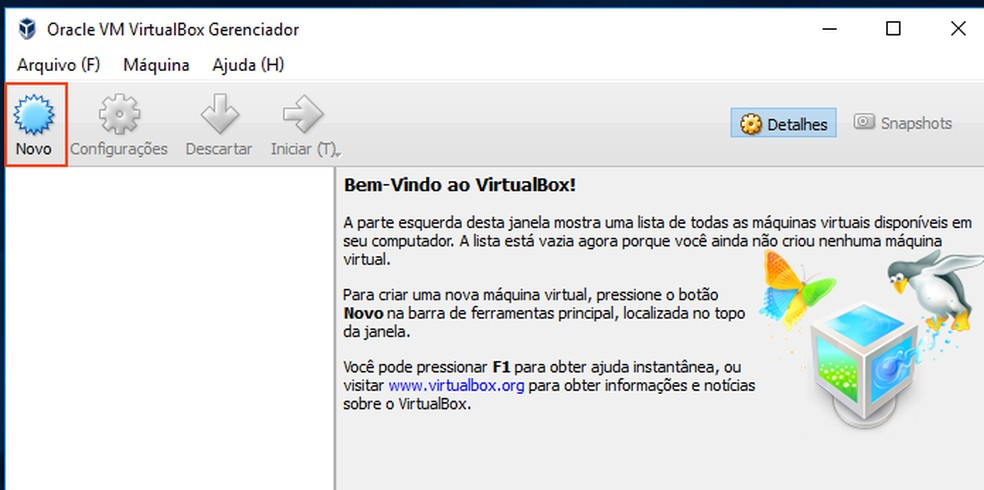 Oracle VM VirtualBox Gerenciador
Arquivo (F) Máquina Ajuda (H)
Novo Configurações Descartar Iniciar (T) Detalhes Snapshots
Bem-Vindo ao VirtualBox!
A parte esquerda desta janela mostra uma lista de todas as máquinas virtuais disponíveis em
seu computador. A lista está vazia agora porque você ainda não criou nenhuma máquina
virtual.
Para criar uma nova máquina virtual, pressione o botão
Novo na barra de ferramentas principal, localizada no topo
da janela.
Você pode pressionar F1 para obter ajuda instantânea, ou
visitar www.virtualbox.org para obter informações e notícias
sobre o VirtualBox.